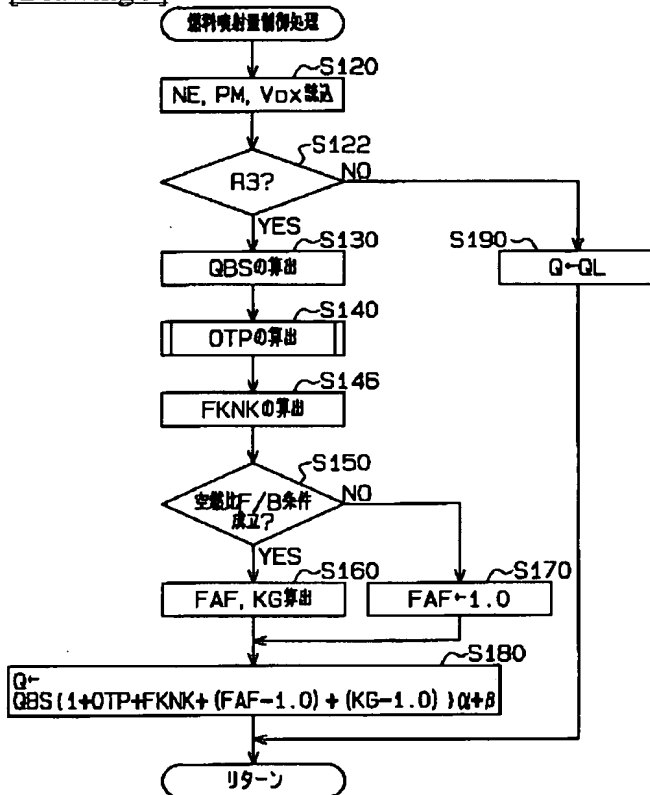 燃料噴射量制御処理
S120
NE, PM, Vox読込
S122
R3?
NO
YES
S130
QBSの算出
S190
Q←QL
S140
OTPの算出
S146
FKNKの算出
S150
空燃比F/B条件
成立?
NO
YES
S160
FAF, KG算出
S170
FAF←1.0
S180
Q←
QBS{1+OTP+FKNK+(FAF-1.0)+(KG-1.0)}α+β
リターン